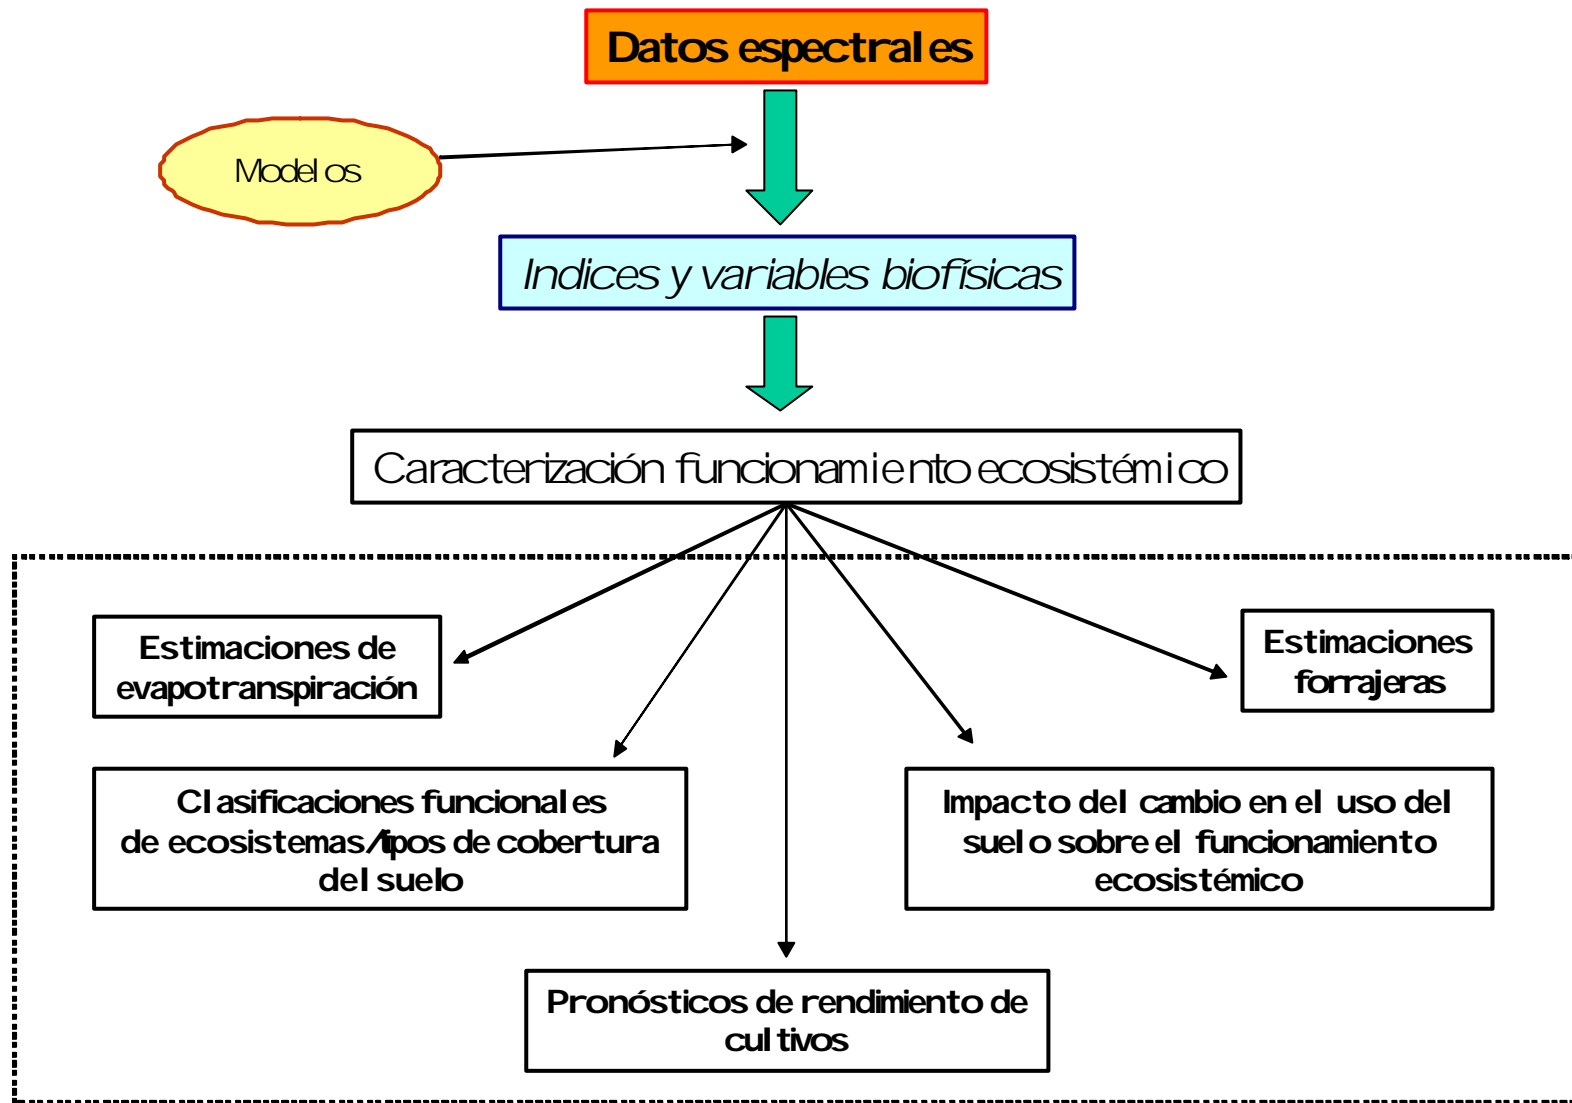 Datos espectrales
Modelos
Indices y variables biofísicas
Caracterización funcionamiento ecosistémico
Estimaciones de
evapotranspiración
Estimaciones
forrajeras
Clasificaciones funcionales
de ecosistemas/tipos de cobertura
del suelo
Impacto del cambio en el uso del
suelo sobre el funcionamiento
ecosistémico
Pronósticos de rendimiento de
cultivos